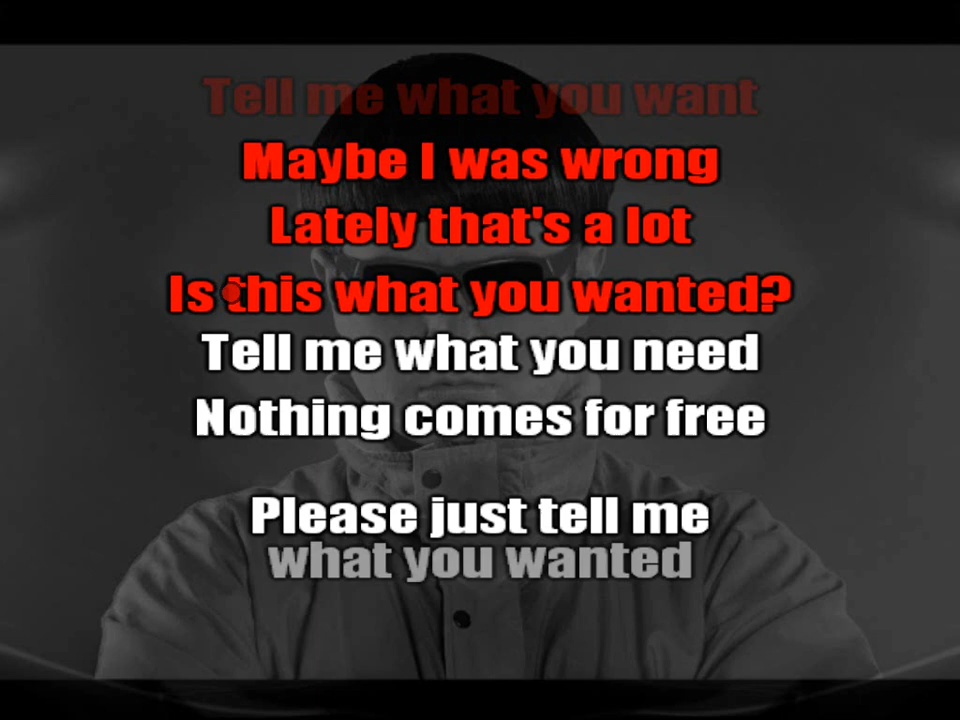 Tell me what you want
Maybe I was wrong
Lately that's a lot
Is this what you wanted?
Tell me what you need
Nothing comes for free
Please just tell me
what you wanted